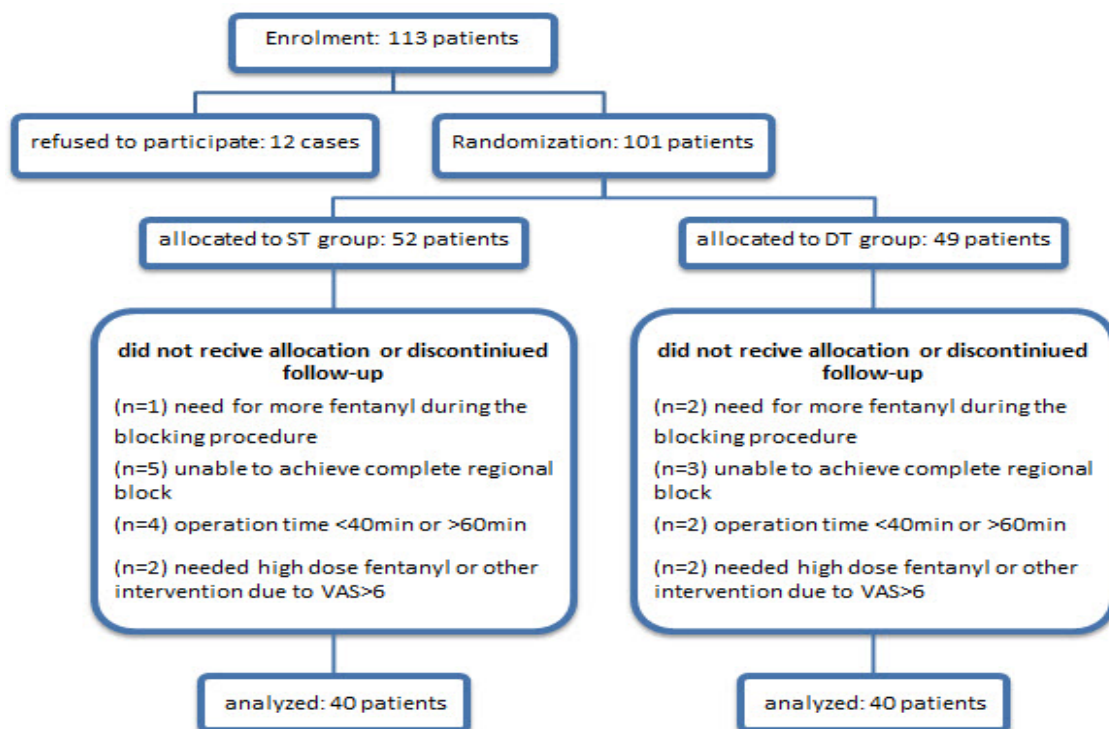 Enrolment: 113 patients
refused to participate: 12 cases
Randomization: 101 patients
allocated to ST group: 52 patients
allocated to DT group: 49 patients
did not recive allocation or discontiniued
follow-up
(n=1) need for more fentanyl during the
blocking procedure
(n=5) unable to achieve complete regional
block
(n=4) operation time <40min or >60min
(n=2) needed high dose fentanyl or other
intervention due to VAS>6
did not recive allocation or discontiniued
follow-up
(n=2) need for more fentanyl during the
blocking procedure
(n=3) unable to achieve complete regional
block
(n=2) operation time <40min or >60min
(n=2) needed high dose fentanyl or other
intervention due to VAS>6
analyzed: 40 patients
analyzed: 40 patients